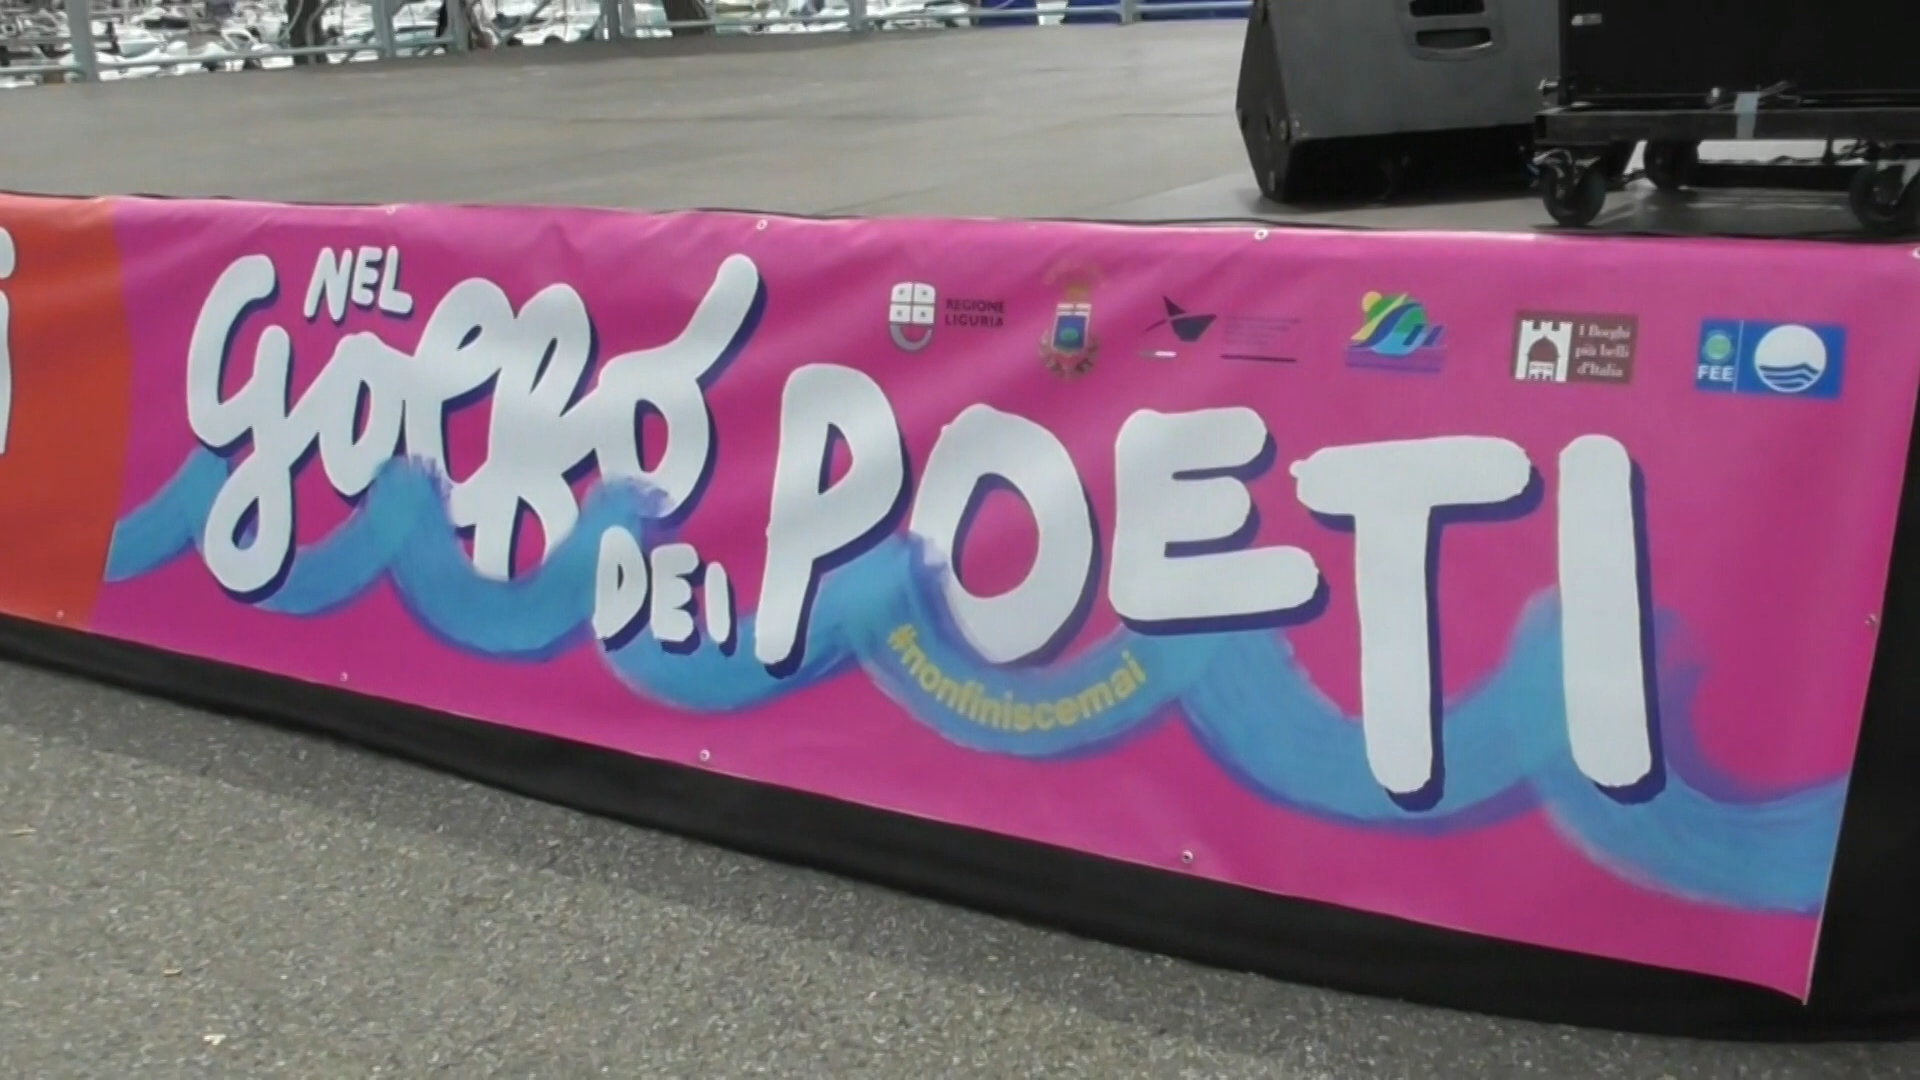 i
NEL
Golfo
DEI POETI
#nonfiniscemai
REGIONE
LIGURIA
I Borghi
più belli
d'Italia
FEE